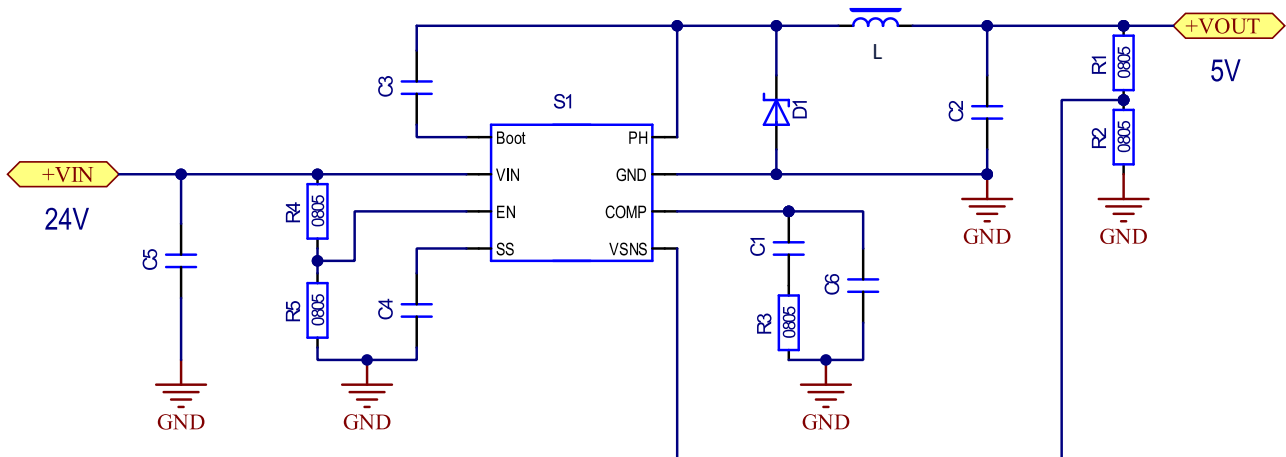 +VOUT
5V
L
R1
0805
C3
S1
D1
C2
R2
0805
Boot
PH
+VIN
24V
VIN
GND
R4
0805
EN
COMP
GND
GND
SS
VSNS
C5
C1
R5
0805
C4
C6
R3
0805
GND
GND
GND